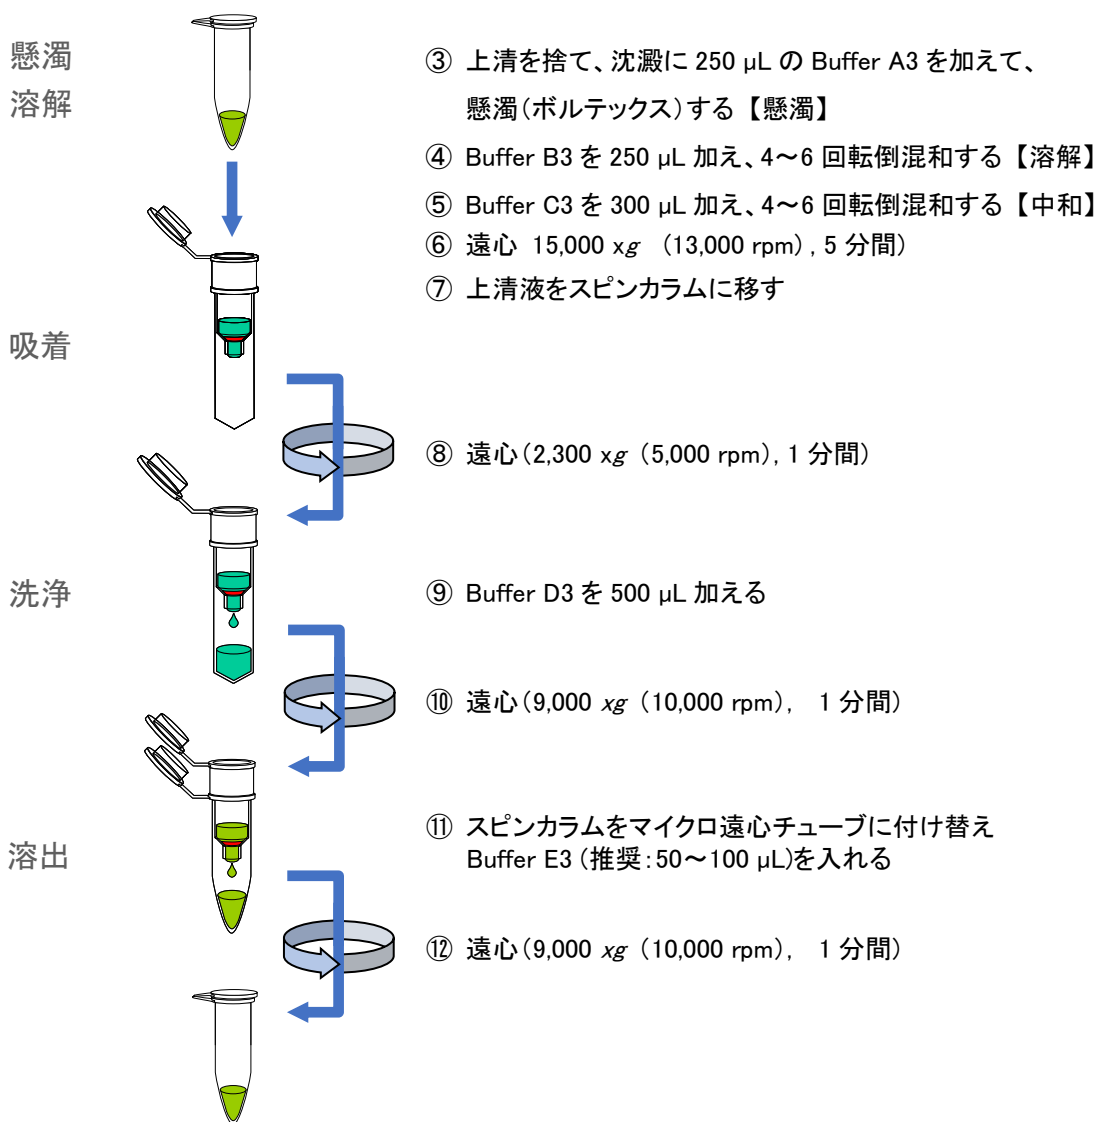 懸濁
溶解
③ 上清を捨て、沈澱に 250 µL の Buffer A3 を加えて、
懸濁(ボルテックス)する【懸濁】
④ Buffer B3 を 250 µL 加え、4～6 回転倒混和する【溶解】
⑤ Buffer C3 を 300 µL 加え、4～6 回転倒混和する【中和】
⑥ 遠心 15,000 xg (13,000 rpm) , 5 分間)
⑦ 上清液をスピンカラムに移す
吸着
⑧ 遠心(2,300 xg (5,000 rpm), 1 分間)
洗浄
⑨ Buffer D3 を 500 µL 加える
⑩ 遠心(9,000 xg (10,000 rpm), 1 分間)
溶出
⑪ スピンカラムをマイクロ遠心チューブに付け替え
Buffer E3 (推奨:50～100 µL)を入れる
⑫ 遠心(9,000 xg (10,000 rpm), 1 分間)